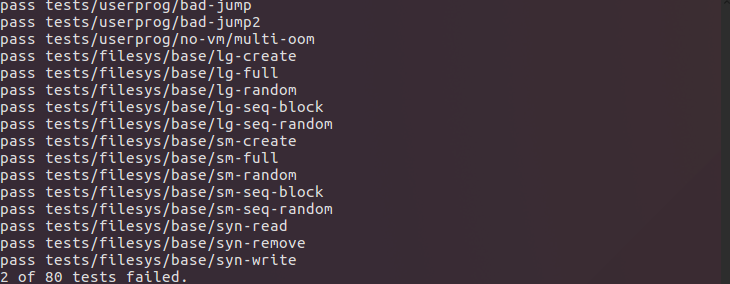 pass tests/userprog/bad-jump
pass tests/userprog/bad-jump2
pass tests/userprog/no-vm/multi-oom
pass tests/filesys/base/lg-create
pass tests/filesys/base/lg-full
pass tests/filesys/base/lg-random
pass tests/filesys/base/lg-seq-block
pass tests/filesys/base/lg-seq-random
pass tests/filesys/base/sm-create
pass tests/filesys/base/sm-full
pass tests/filesys/base/sm-random
pass tests/filesys/base/sm-seq-block
pass tests/filesys/base/sm-seq-random
pass tests/filesys/base/syn-read
pass tests/filesys/base/syn-remove
pass tests/filesys/base/syn-write
2 of 80 tests failed.